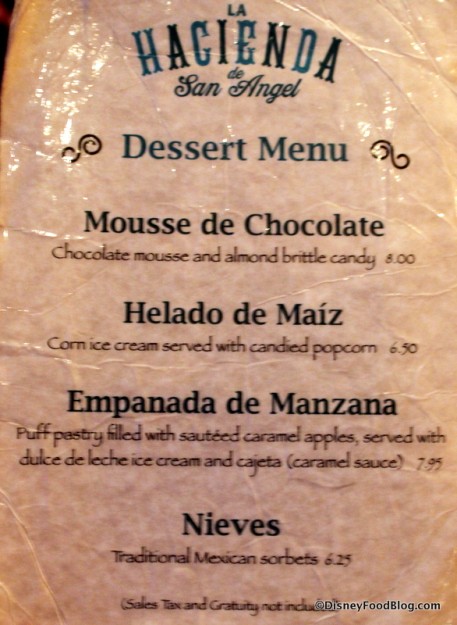 LA
HACIENDA
de
San Angel
Dessert Menu
Mousse de Chocolate
Chocolate mousse and almond brittle candy 8.00
Helado de Maíz
Corn ice cream served with candied popcorn 6.50
Empanada de Manzana
Puff pastry filled with sautéed caramel apples, served with
dulce de leche ice cream and cajeta (caramel sauce) 7.95
Nieves
Traditional Mexican sorbets 6.25
(Sales Tax and Gratuity not
©DisneyFoodBlog.com